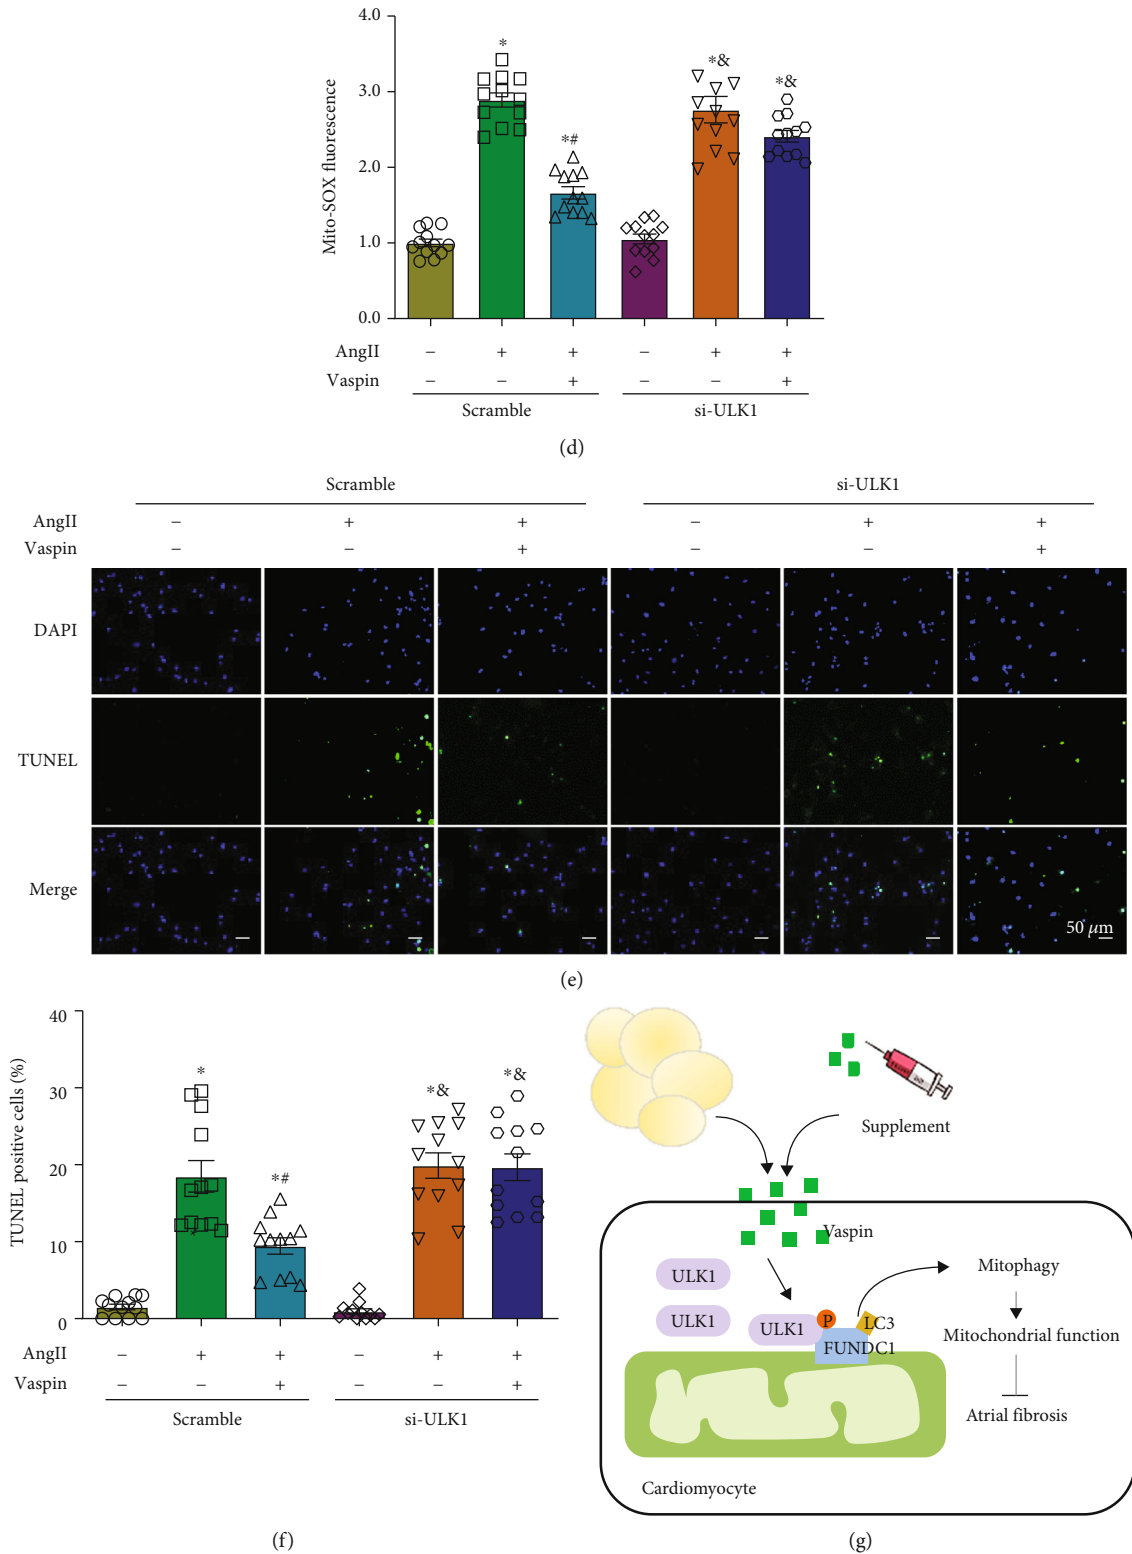 4.0
3.0
2.0
1.0
0.0
Mito-SOX fluorescence
*
*#
*&
*&
AngII – + + – + +
Vaspin – – + – – +
Scramble si-ULK1
(d)
Scramble si-ULK1
AngII – + + – + +
Vaspin – – + – – +
DAPI
TUNEL
Merge
50 μm
(e)
40
30
20
10
0
TUNEL positive cells (%)
*
*#
*&
*&
AngII – + + – + +
Vaspin – – + – – +
Scramble si-ULK1
(f)
Supplement
Vaspin
ULK1
ULK1
ULK1
P
LC3
FUNDC1
Mitophagy
Mitochondrial function
Atrial fibrosis
Cardiomyocyte
(g)